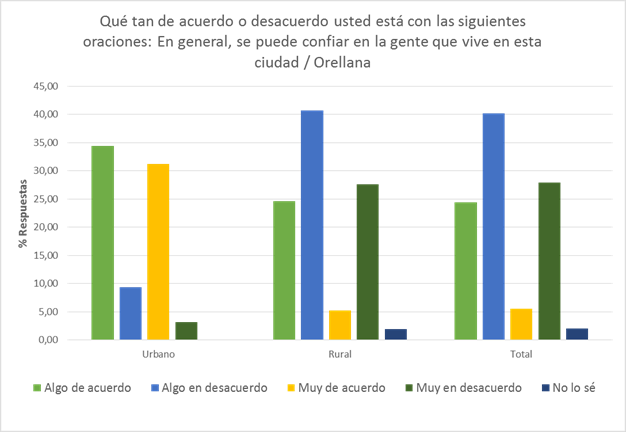 Qué tan de acuerdo o desacuerdo usted está con las siguientes
oraciones: En general, se puede confiar en la gente que vive en esta
ciudad / Orellana
% Respuestas
45,00
40,00
35,00
30,00
25,00
20,00
15,00
10,00
5,00
0,00
Urbano Rural Total
Algo de acuerdo Algo en desacuerdo Muy de acuerdo Muy en desacuerdo No lo sé